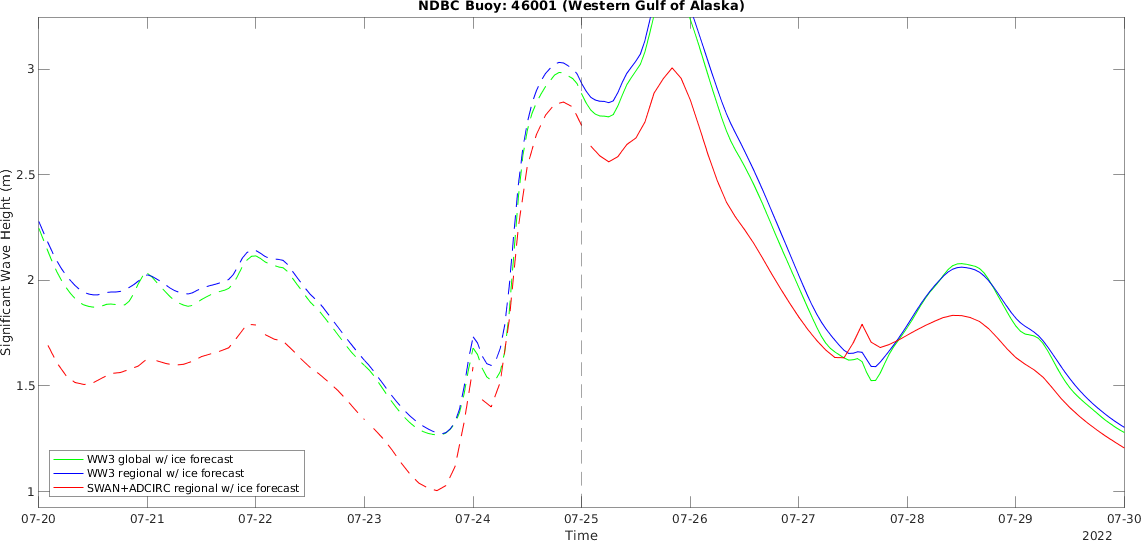 NDBC Buoy: 46001 (Western Gulf of Alaska)
Significant Wave Height (m)
3
2.5
2
1.5
1
WW3 global w/ ice forecast
WW3 regional w/ ice forecast
SWAN+ADCIRC regional w/ ice forecast
07-20 07-21 07-22 07-23 07-24 07-25 07-26 07-27 07-28 07-29 07-30
Time
2022